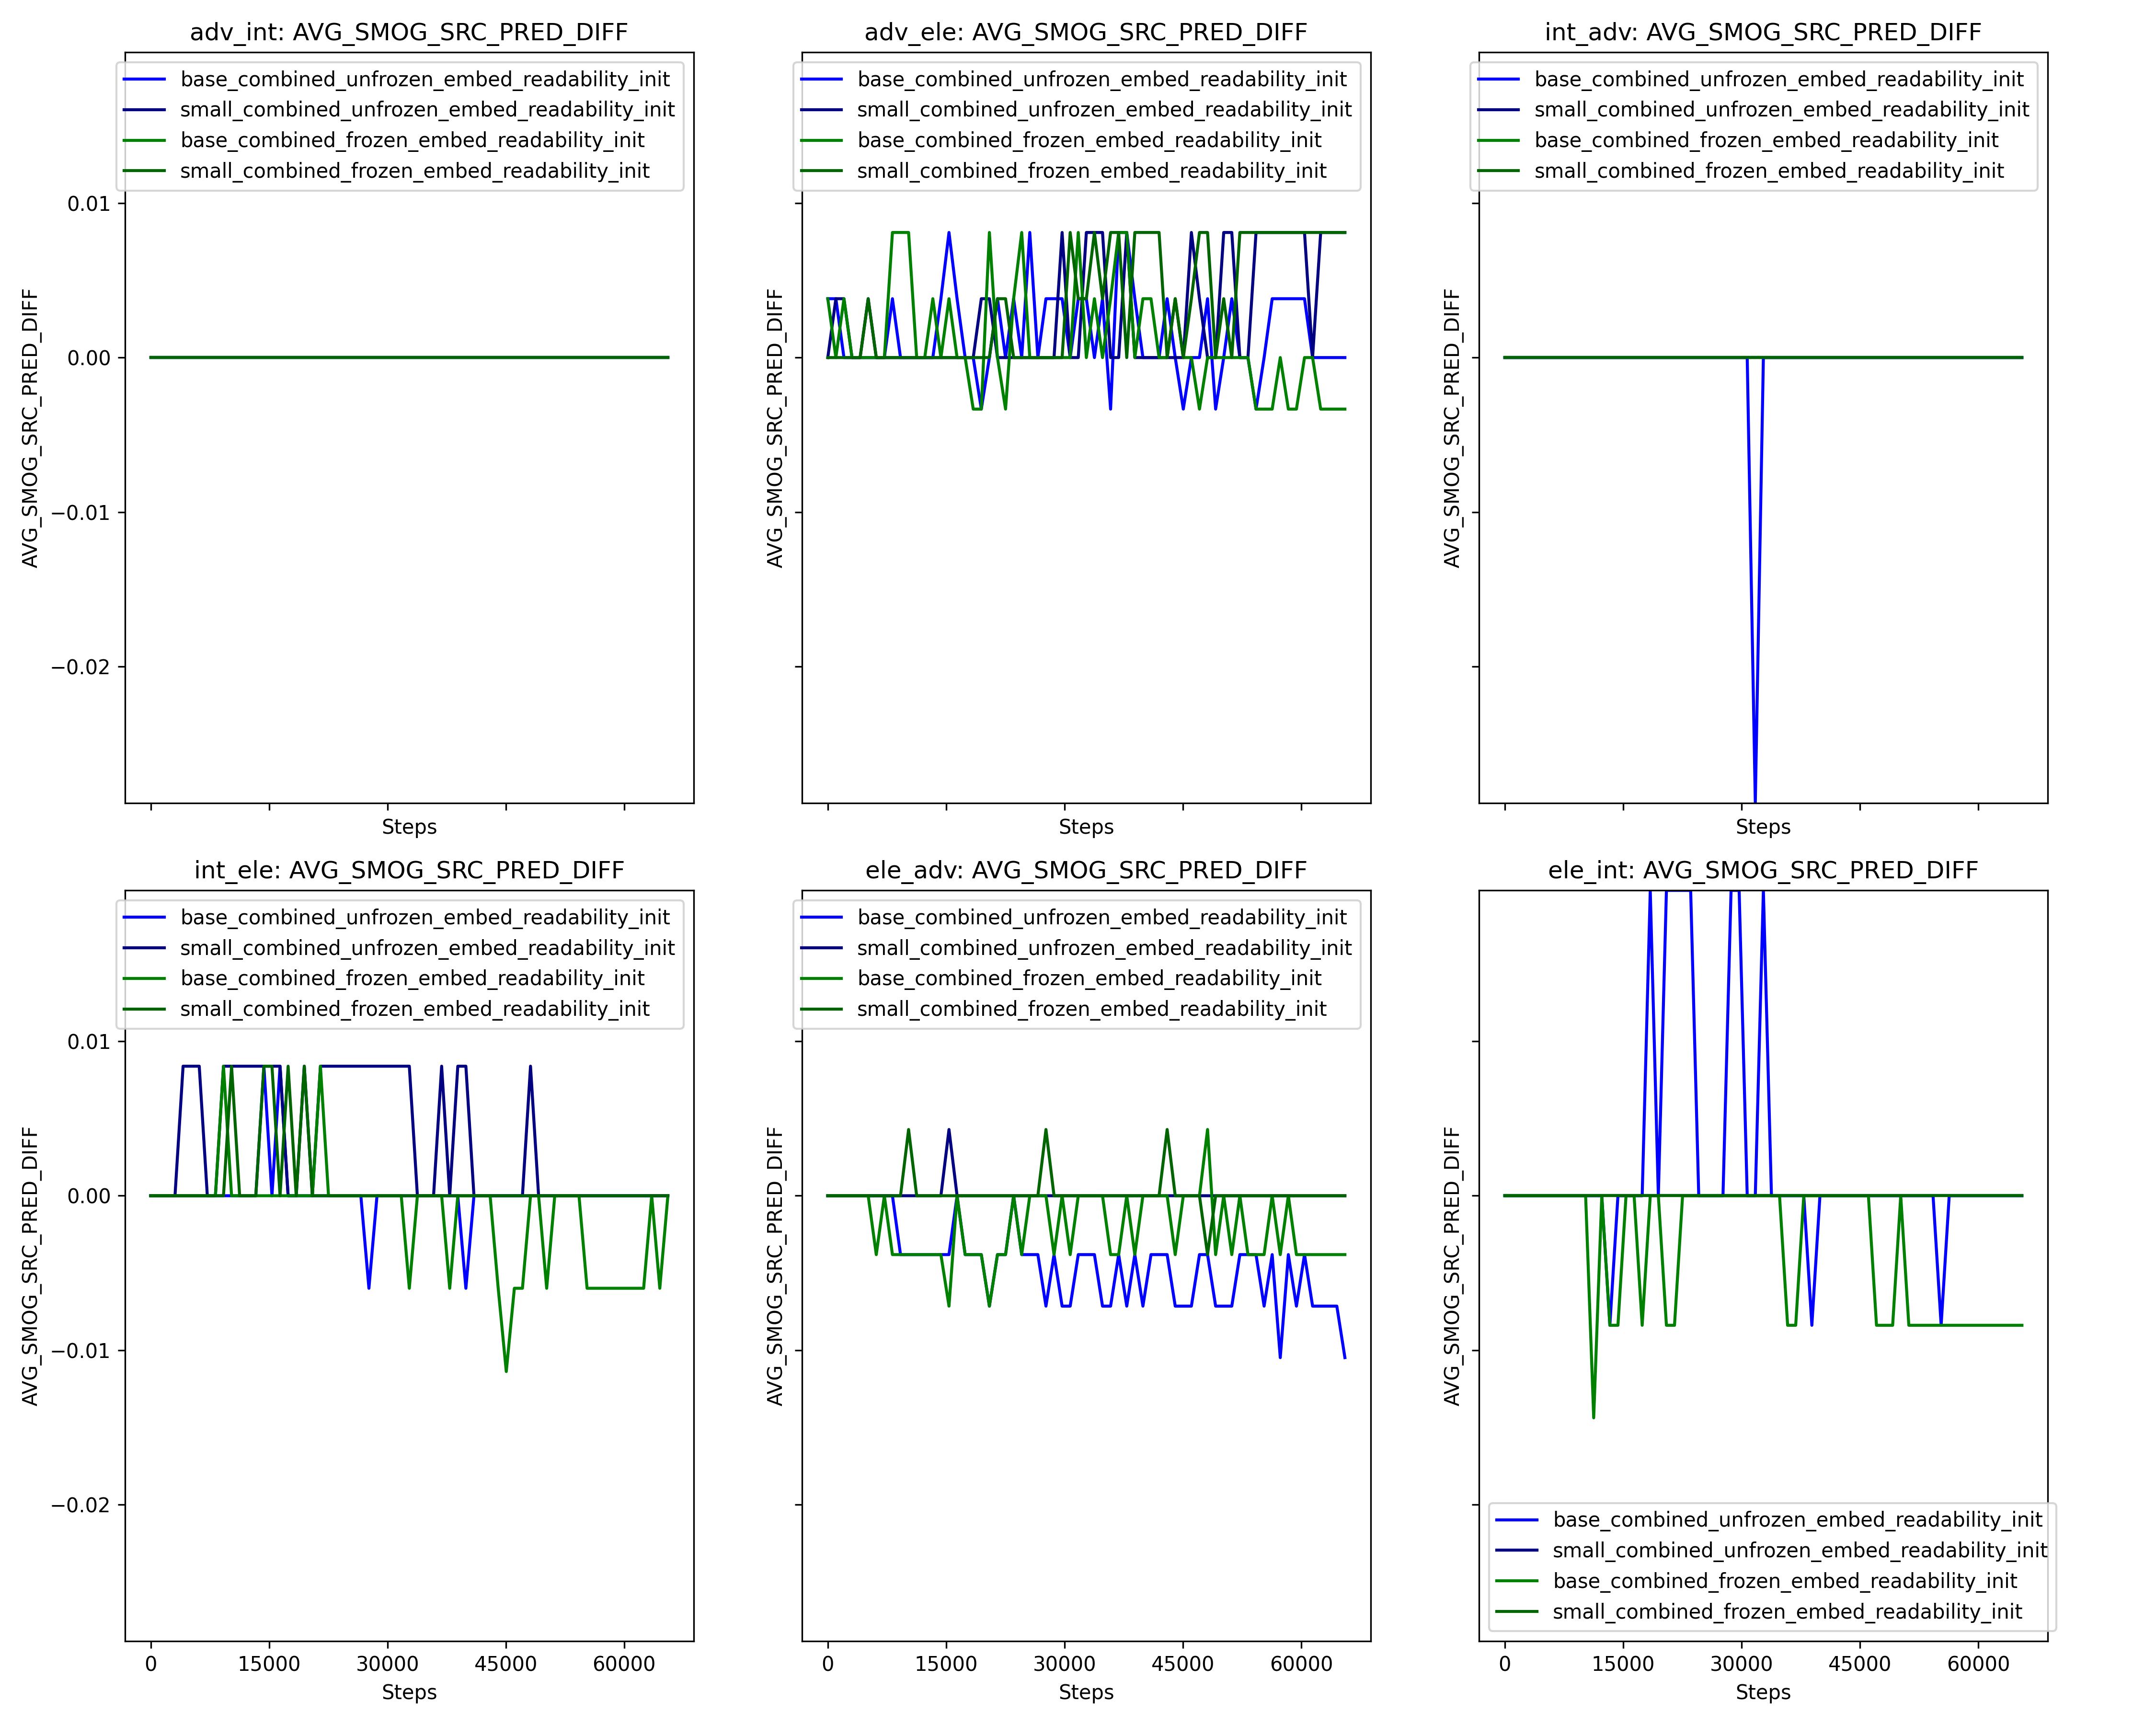 adv_int: AVG_SMOG_SRC_PRED_DIFF
base_combined_unfrozen_embed_readability_init
small_combined_unfrozen_embed_readability_init
base_combined_frozen_embed_readability_init
small_combined_frozen_embed_readability_init
0.01
0.00
−0.01
−0.02
AVG_SMOG_SRC_PRED_DIFF
Steps
adv_ele: AVG_SMOG_SRC_PRED_DIFF
base_combined_unfrozen_embed_readability_init
small_combined_unfrozen_embed_readability_init
base_combined_frozen_embed_readability_init
small_combined_frozen_embed_readability_init
AVG_SMOG_SRC_PRED_DIFF
Steps
int_adv: AVG_SMOG_SRC_PRED_DIFF
base_combined_unfrozen_embed_readability_init
small_combined_unfrozen_embed_readability_init
base_combined_frozen_embed_readability_init
small_combined_frozen_embed_readability_init
AVG_SMOG_SRC_PRED_DIFF
Steps
int_ele: AVG_SMOG_SRC_PRED_DIFF
base_combined_unfrozen_embed_readability_init
small_combined_unfrozen_embed_readability_init
base_combined_frozen_embed_readability_init
small_combined_frozen_embed_readability_init
0.01
0.00
−0.01
−0.02
AVG_SMOG_SRC_PRED_DIFF
0 15000 30000 45000 60000
Steps
ele_adv: AVG_SMOG_SRC_PRED_DIFF
base_combined_unfrozen_embed_readability_init
small_combined_unfrozen_embed_readability_init
base_combined_frozen_embed_readability_init
small_combined_frozen_embed_readability_init
AVG_SMOG_SRC_PRED_DIFF
0 15000 30000 45000 60000
Steps
ele_int: AVG_SMOG_SRC_PRED_DIFF
AVG_SMOG_SRC_PRED_DIFF
base_combined_unfrozen_embed_readability_init
small_combined_unfrozen_embed_readability_init
base_combined_frozen_embed_readability_init
small_combined_frozen_embed_readability_init
0 15000 30000 45000 60000
Steps